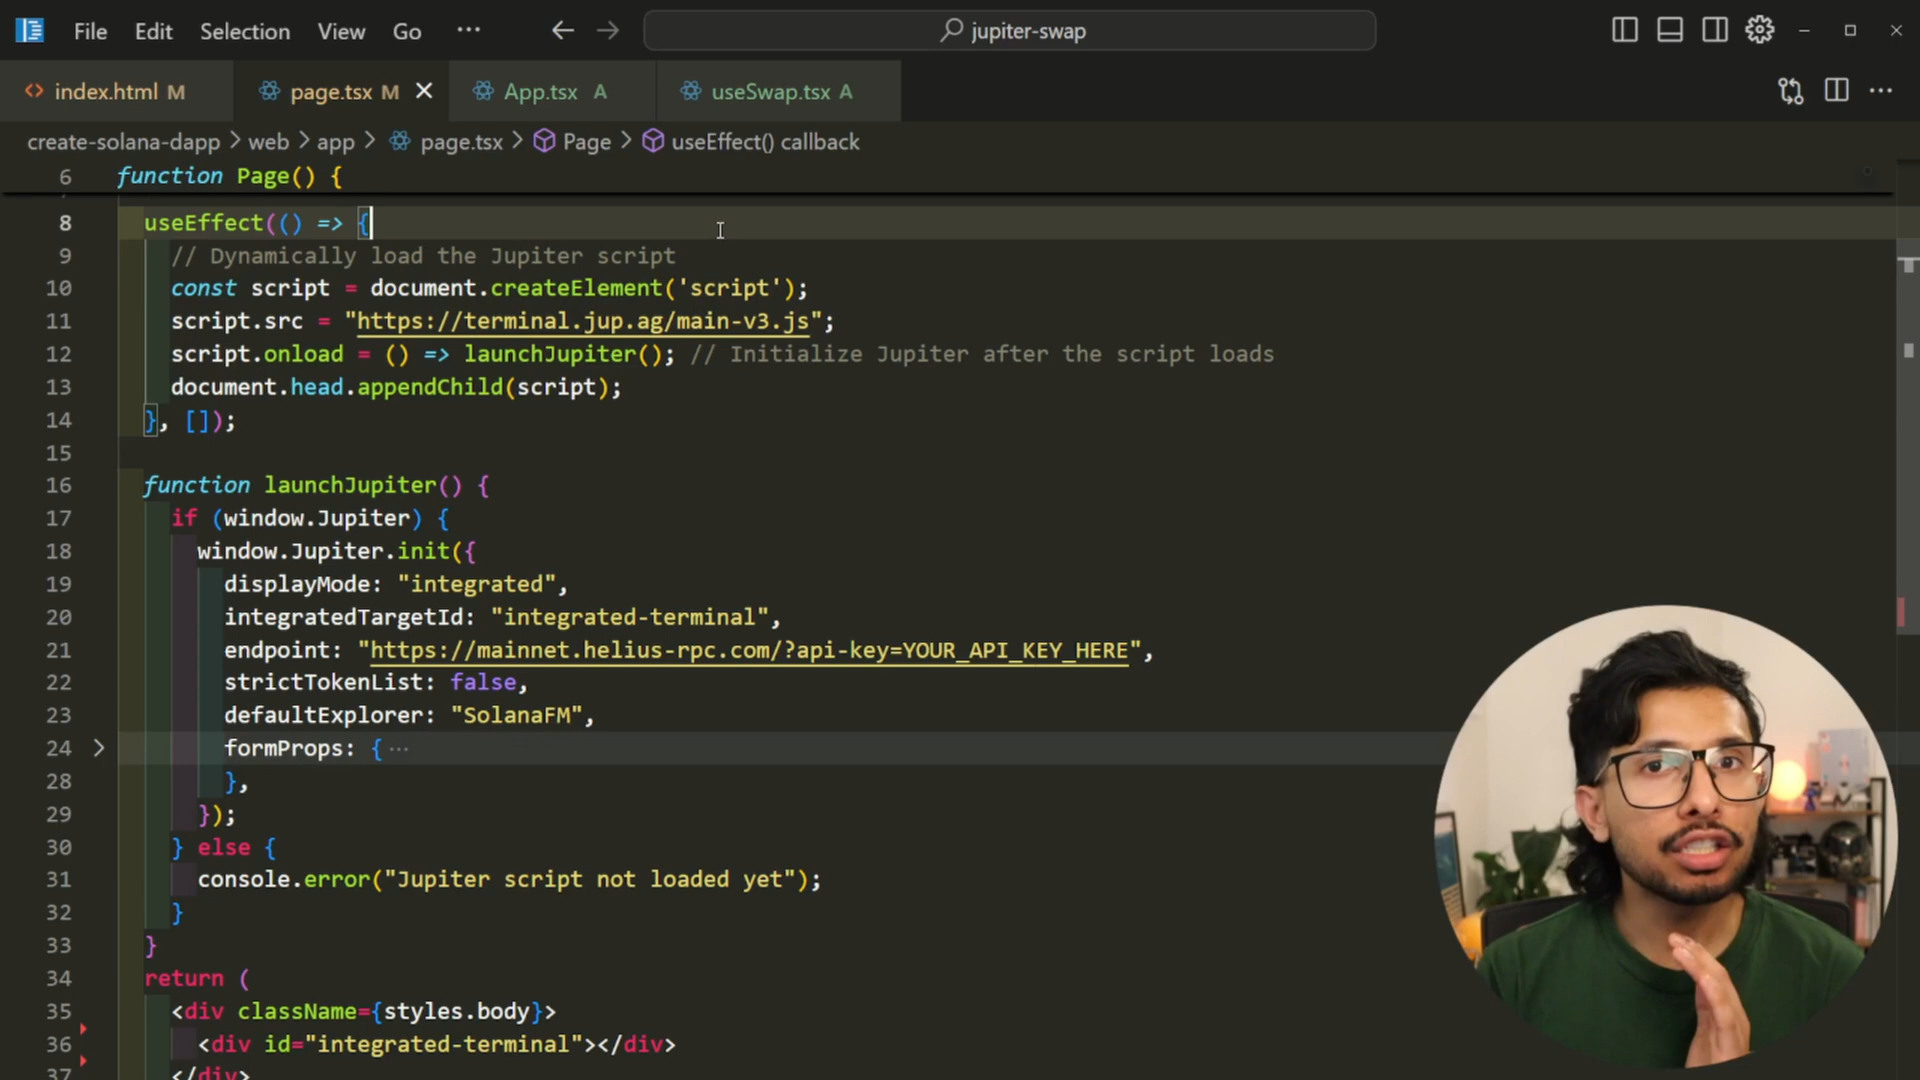 File Edit Selection View Go ··· jupiter-swap
index.html M page.tsx M App.tsx A useSwap.tsx A
create-solana-dapp > web > app > page.tsx > Page > useEffect() callback
6 function Page() {
8 useEffect(() => {
9 // Dynamically load the Jupiter script
10 const script = document.createElement('script');
11 script.src = "https://terminal.jup.ag/main-v3.js";
12 script.onload = () => launchJupiter(); // Initialize Jupiter after the script loads
13 document.head.appendChild(script);
14 }, []);
15
16 function launchJupiter() {
17 if (window.Jupiter) {
18 window.Jupiter.init({
19 displayMode: "integrated",
20 integratedTargetId: "integrated-terminal",
21 endpoint: "https://mainnet.helius-rpc.com/?api-key=YOUR_API_KEY_HERE",
22 strictTokenList: false,
23 defaultExplorer: "SolanaFM",
24 formProps: { ···
28 },
29 });
30 } else {
31 console.error("Jupiter script not loaded yet");
32 }
33 }
34 return (
35 <div className={styles.body}>
36 <div id="integrated-terminal"></div>
37 </div>